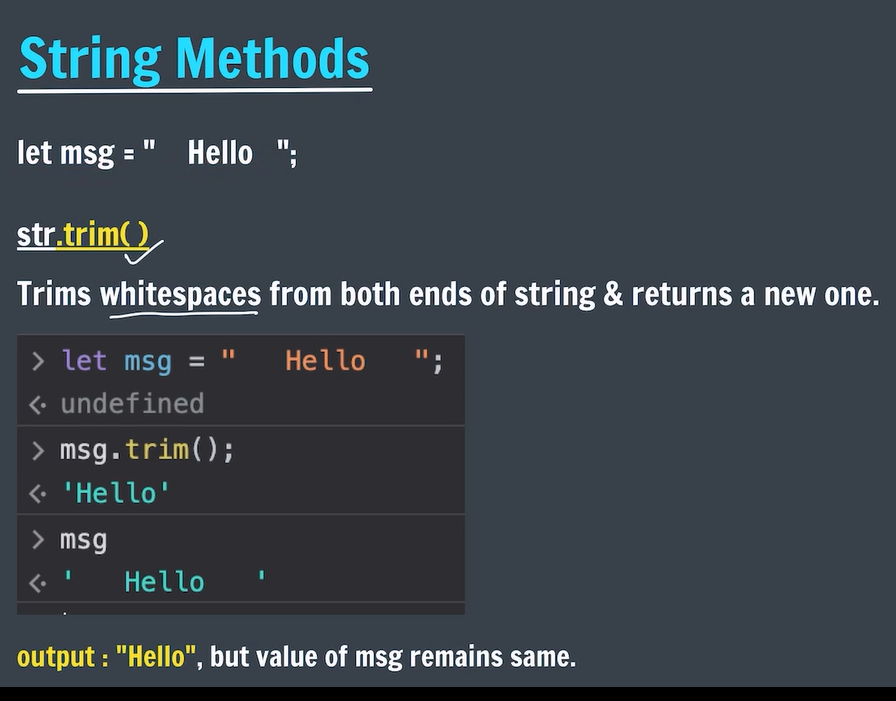 String Methods
let msg = "   Hello   ";
str.trim()
Trims whitespaces from both ends of string & returns a new one.
> let msg = "   Hello   ";
<· undefined
> msg.trim();
<· 'Hello'
> msg
<· '   Hello   '
output : "Hello", but value of msg remains same.